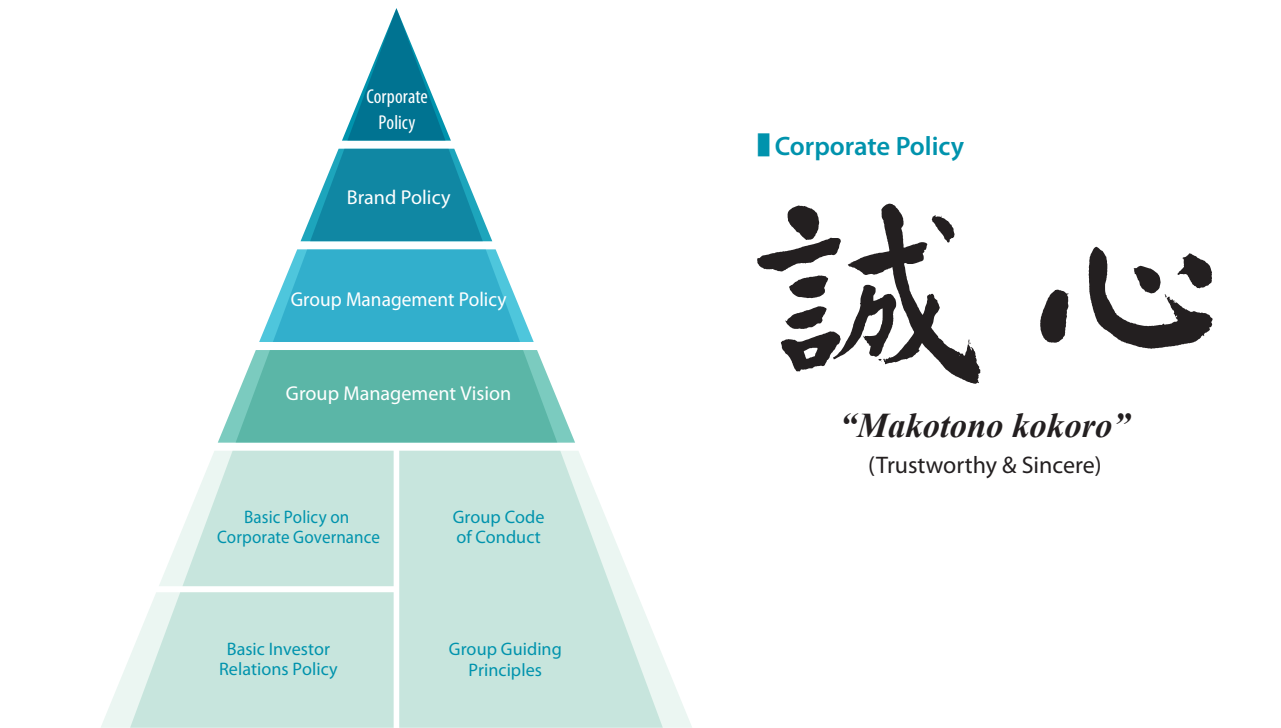 Corporate
Policy
Brand Policy
Group Management Policy
Group Management Vision
Basic Policy on
Corporate Governance
Group Code
of Conduct
Basic Investor
Relations Policy
Group Guiding
Principles
Corporate Policy
誠心
“Makotono kokoro”
(Trustworthy & Sincere)